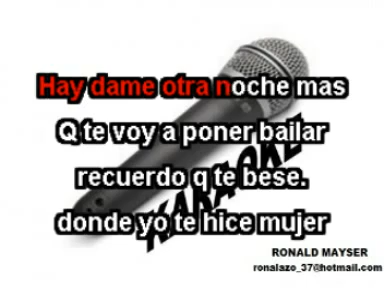 Hay dame otra noche mas
Q te voy a poner bailar
recuerdo q te bese.
donde yo te hice mujer
KARAOKE
RONALD MAYSER
ronalazo_37@hotmail.com